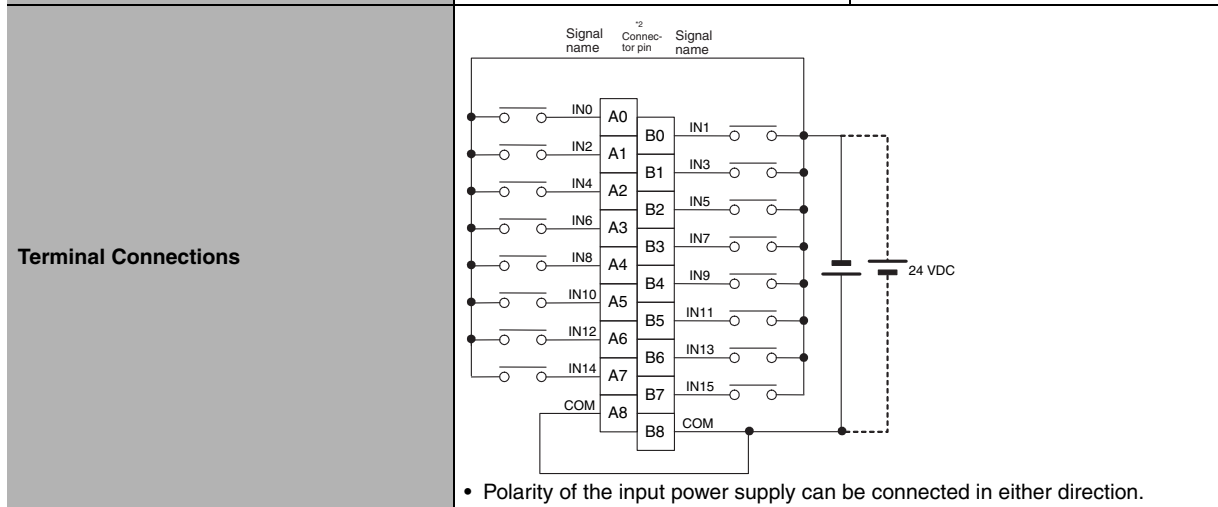 Terminal Connections
Signal name
*2
Connec-
tor pin
Signal name
IN0 A0
B0 IN1
IN2 A1
B1 IN3
IN4 A2
B2 IN5
IN6 A3
B3 IN7
IN8 A4
B4 IN9
24 VDC
IN10 A5
B5 IN11
IN12 A6
B6 IN13
IN14 A7
B7 IN15
COM A8
B8 COM
• Polarity of the input power supply can be connected in either direction.